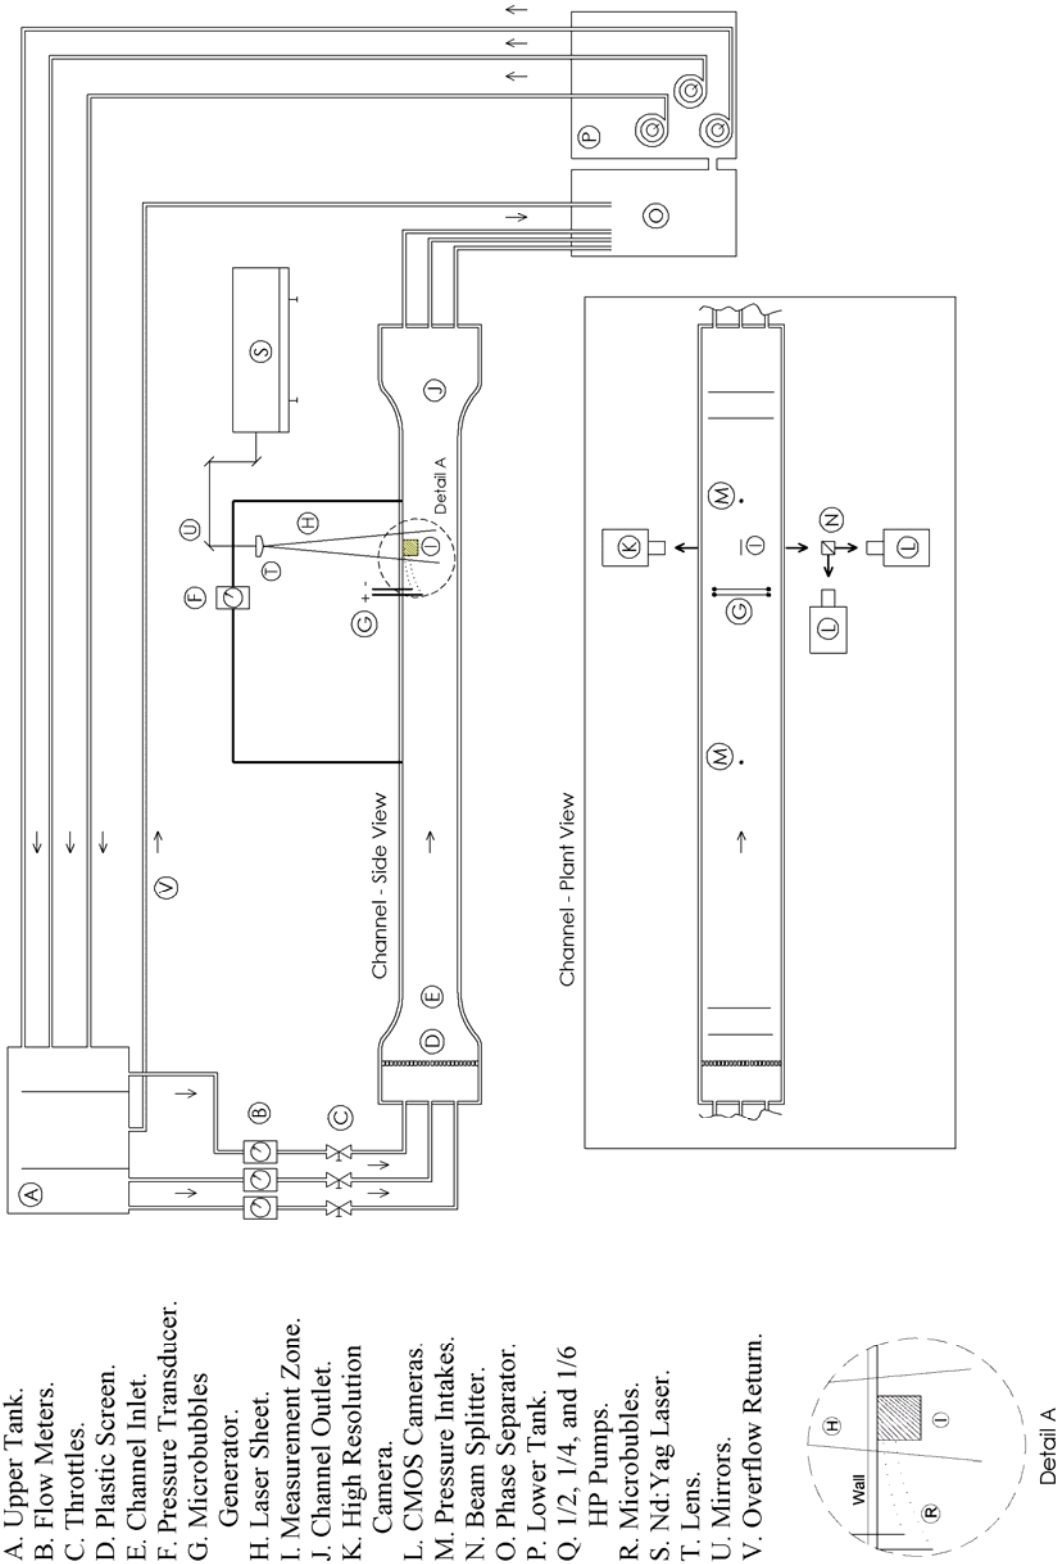 A. Upper Tank.
B. Flow Meters.
C. Throttles.
D. Plastic Screen.
E. Channel Inlet.
F. Pressure Transducer.
G. Microbubbles
Generator.
H. Laser Sheet.
I. Measurement Zone.
J. Channel Outlet.
K. High Resolution
Camera.
L. CMOS Cameras.
M. Pressure Intakes.
N. Beam Splitter.
O. Phase Separator.
P. Lower Tank.
Q. 1/2, 1/4, and 1/6
HP Pumps.
R. Microbubbles.
S. Nd:Yag Laser.
T. Lens.
U. Mirrors.
V. Overflow Return.
A
B
C
V
D
E
Channel - Side View
F
G
+ -
T
U
H
I
Detail A
S
J
P
Q
Q
Q
O
Channel - Plant View
M
G
I
M
K
N
L
L
Wall
H
I
R
Detail A